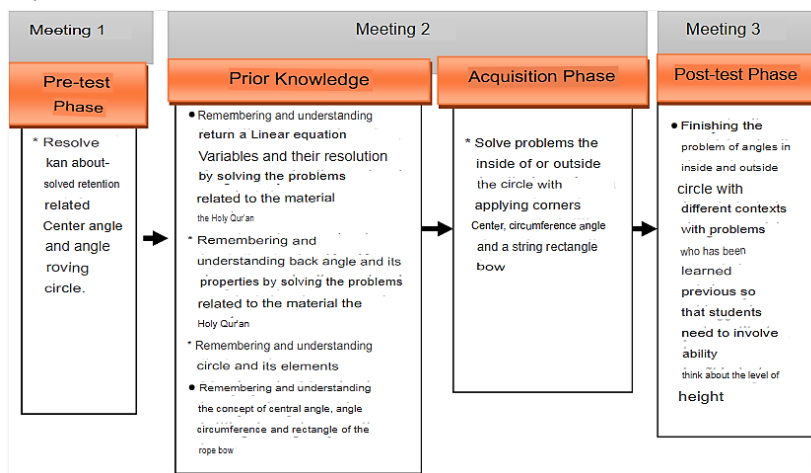 Meeting 1
Pre-test
Phase
* Resolve
kan about-
solved retention
related
Center angle
and angle
roving
circle.
Meeting 2
Prior Knowledge
● Remembering and understanding
return a Linear equation
Variables and their resolution
by solving the problems
related to the material
the Holy Qur'an
* Remembering and
understanding back angle and its
properties by solving the problems
related to the material the
Holy Qur'an
* Remembering and understanding
circle and its elements
● Remembering and understanding
the concept of central angle, angle
circumference and rectangle of the
rope bow
Acquisition Phase
* Solve problems the
inside of or outside
the circle with
applying corners
Center, circumference angle
and a string rectangle
bow
Meeting 3
Post-test Phase
● Finishing the
problem of angles in
inside and outside
circle with
different contexts
with problems
who has been
learned
previous so
that students
need to involve
ability
think about the level of
height